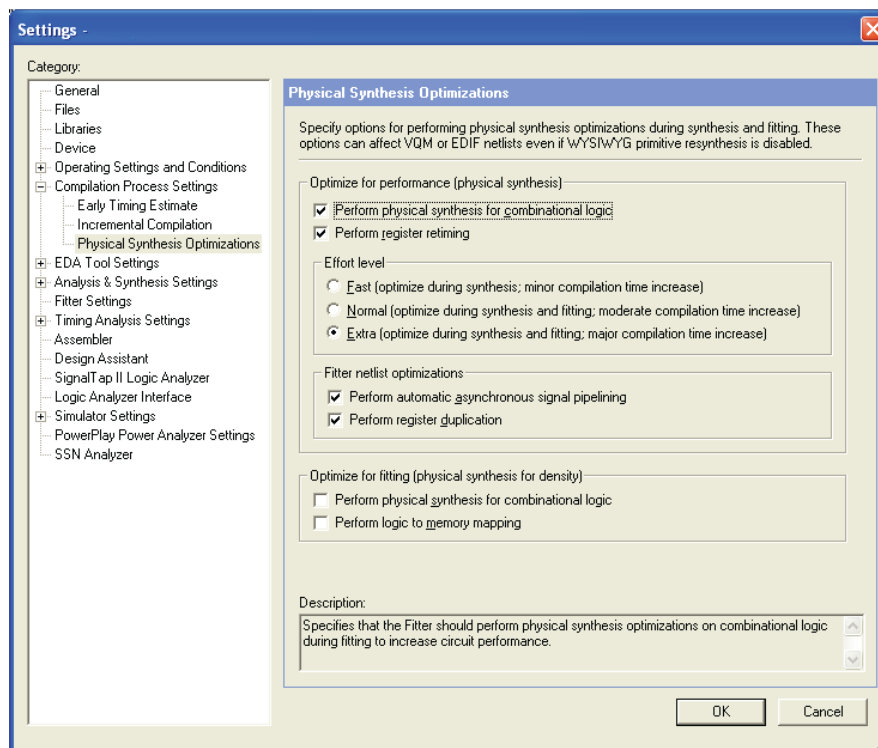 Settings -
Category:
General
Files
Libraries
Device
Operating Settings and Conditions
Compilation Process Settings
Early Timing Estimate
Incremental Compilation
Physical Synthesis Optimizations
EDA Tool Settings
Analysis & Synthesis Settings
Fitter Settings
Timing Analysis Settings
Assembler
Design Assistant
SignalTap II Logic Analyzer
Logic Analyzer Interface
Simulator Settings
PowerPlay Power Analyzer Settings
SSN Analyzer
Physical Synthesis Optimizations
Specify options for performing physical synthesis optimizations during synthesis and fitting. These
options can affect VQM or EDIF netlists even if WYSIWYG primitive resynthesis is disabled.
Optimize for performance (physical synthesis)
Perform physical synthesis for combinational logic
Perform register retiming
Effort level
Fast (optimize during synthesis; minor compilation time increase)
Normal (optimize during synthesis and fitting; moderate compilation time increase)
Extra (optimize during synthesis and fitting; major compilation time increase)
Fitter netlist optimizations
Perform automatic asynchronous signal pipelining
Perform register duplication
Optimize for fitting (physical synthesis for density)
Perform physical synthesis for combinational logic
Perform logic to memory mapping
Description:
Specifies that the Fitter should perform physical synthesis optimizations on combinational logic
during fitting to increase circuit performance.
OK
Cancel